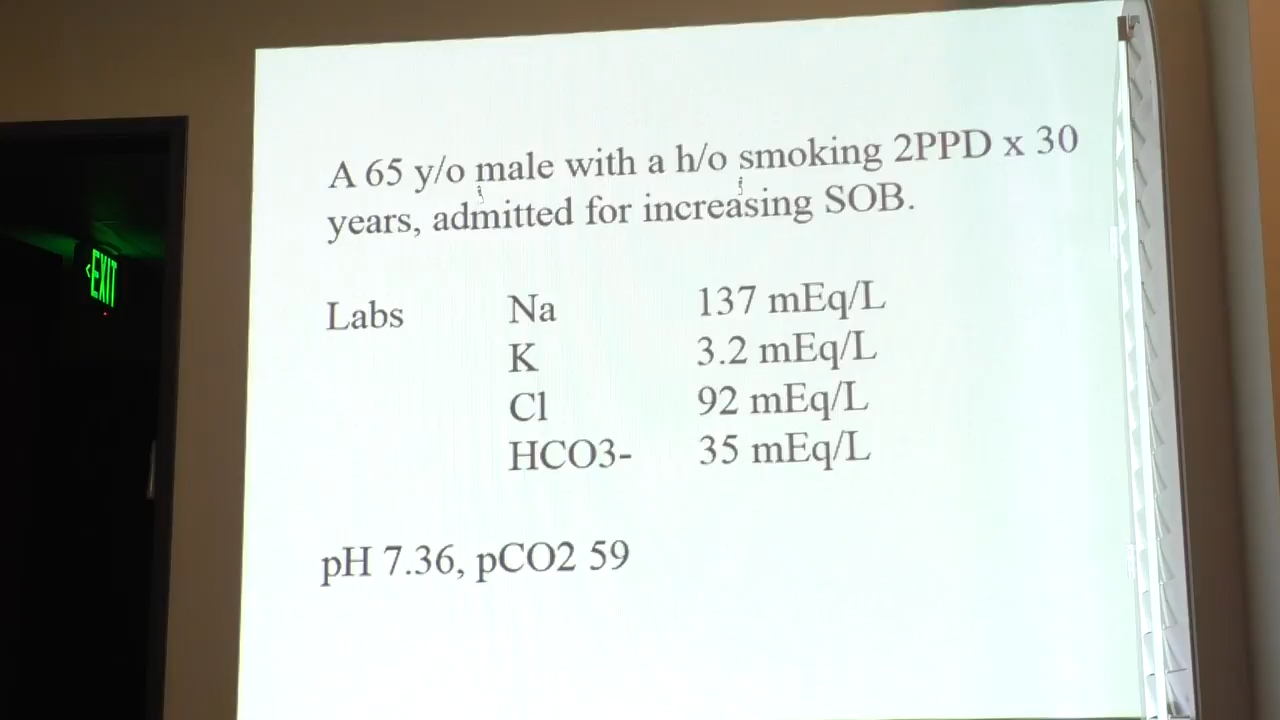 A 65 y/o male with a h/o smoking 2PPD x 30
years, admitted for increasing SOB.
Labs Na 137 mEq/L
K 3.2 mEq/L
Cl 92 mEq/L
HCO3- 35 mEq/L
pH 7.36, pCO2 59
<EXIT